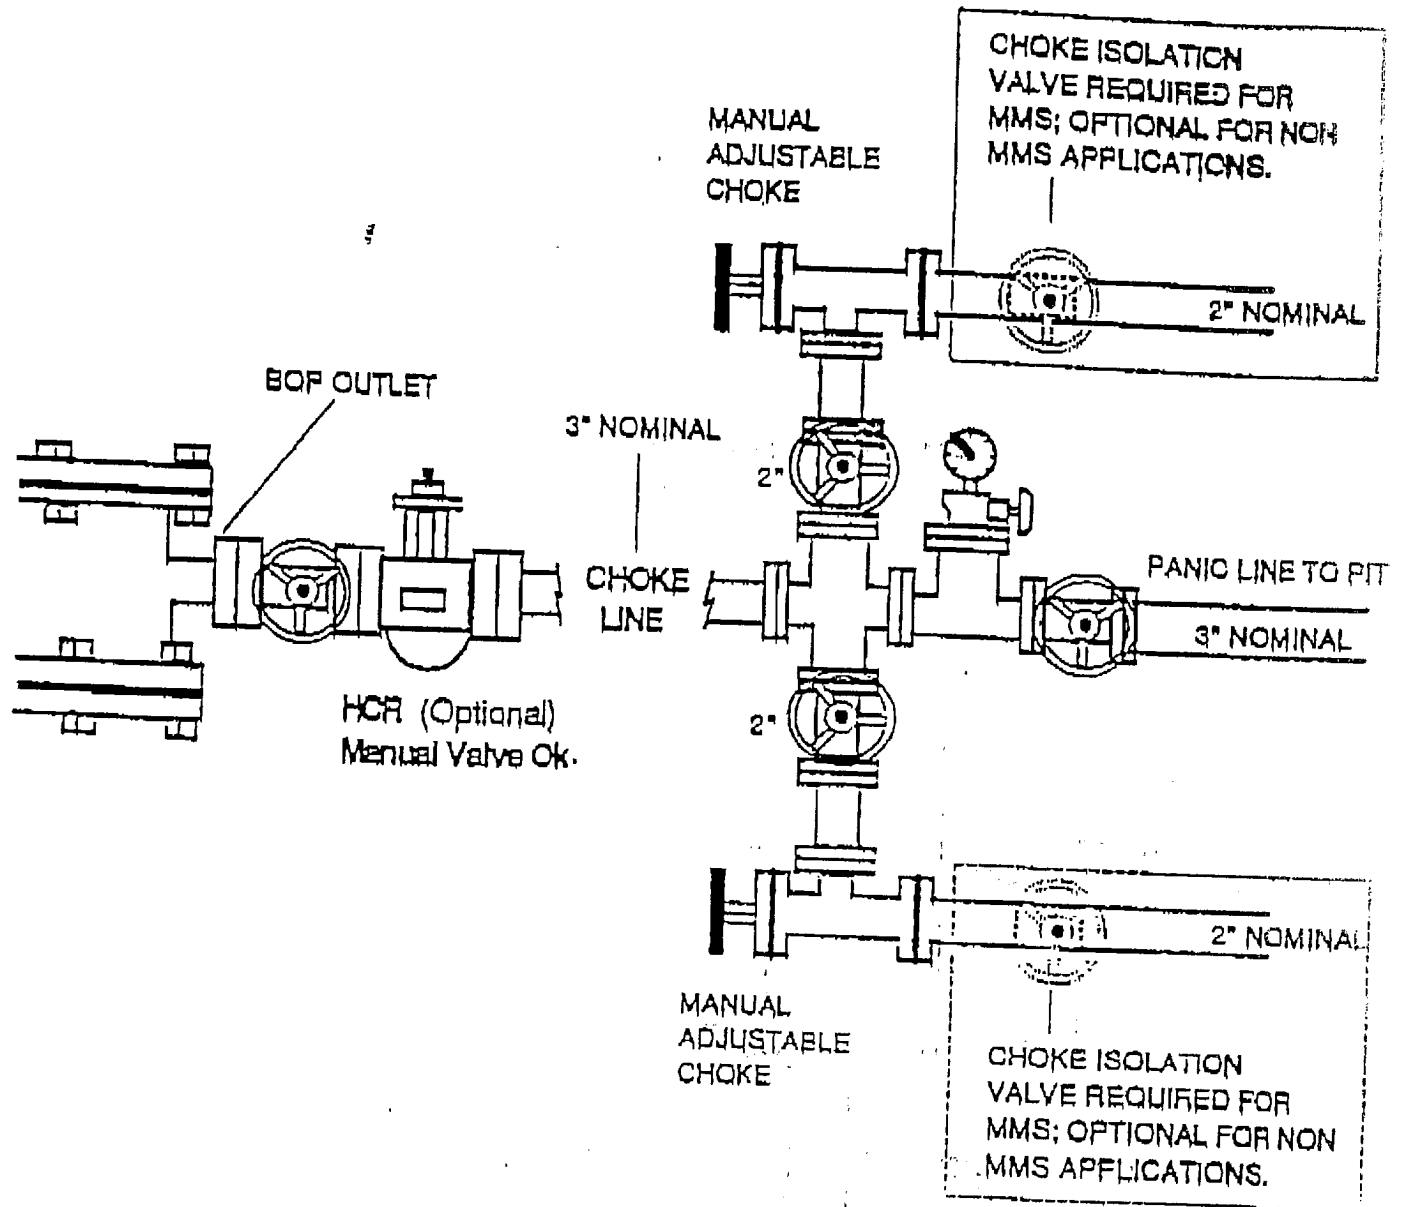 CHOKE ISOLATION
VALVE REQUIRED FOR
MMS; OPTIONAL FOR NON
MMS APPLICATIONS.
MANUAL
ADJUSTABLE
CHOKE
2" NOMINAL
BOP OUTLET
3" NOMINAL
2"
CHOKE
LINE
PANIC LINE TO PIT
3" NOMINAL
HCR (Optional)
Manual Valve Ok.
2"
2" NOMINAL
MANUAL
ADJUSTABLE
CHOKE
CHOKE ISOLATION
VALVE REQUIRED FOR
MMS; OPTIONAL FOR NON
MMS APPLICATIONS.